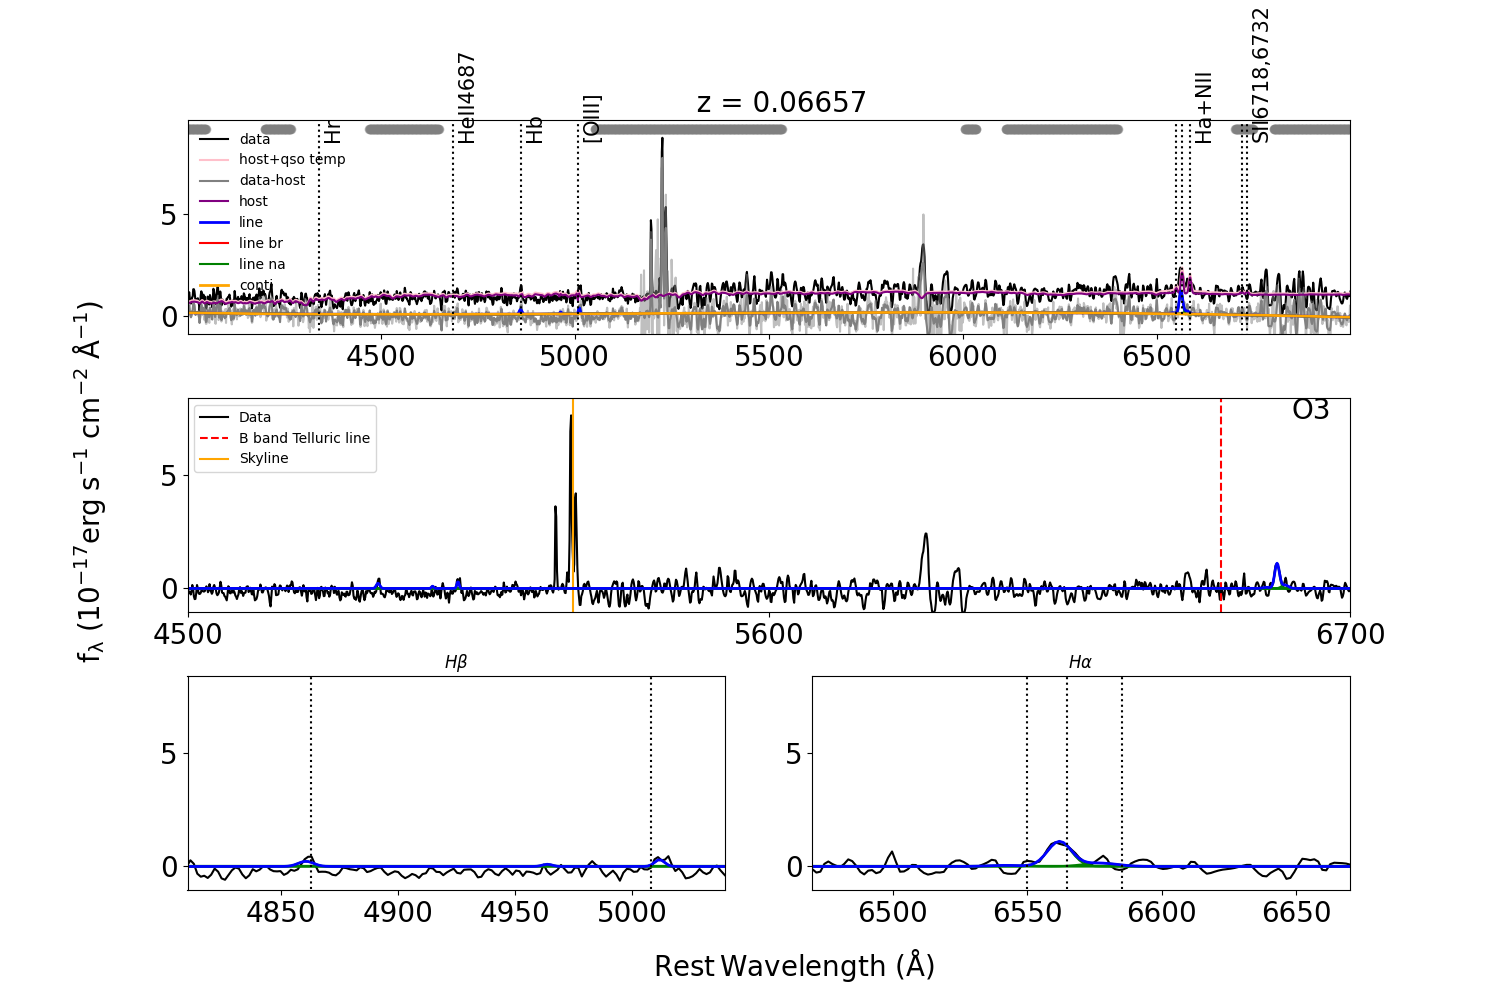 z = 0.06657
Hr
HeII4687
Hb
[OIII]
Ha+NII
SII6718,6732
data
host+qso temp
data-host
host
line
line br
line na
conti
5
0
4500
5000
5500
6000
6500
O3
Data
B band Telluric line
Skyline
5
0
4500
5600
6700
fλ (10⁻¹⁷erg s⁻¹ cm⁻² Å⁻¹)
Hβ
5
0
4850
4900
4950
5000
Hα
5
0
6500
6550
6600
6650
Rest Wavelength (Å)